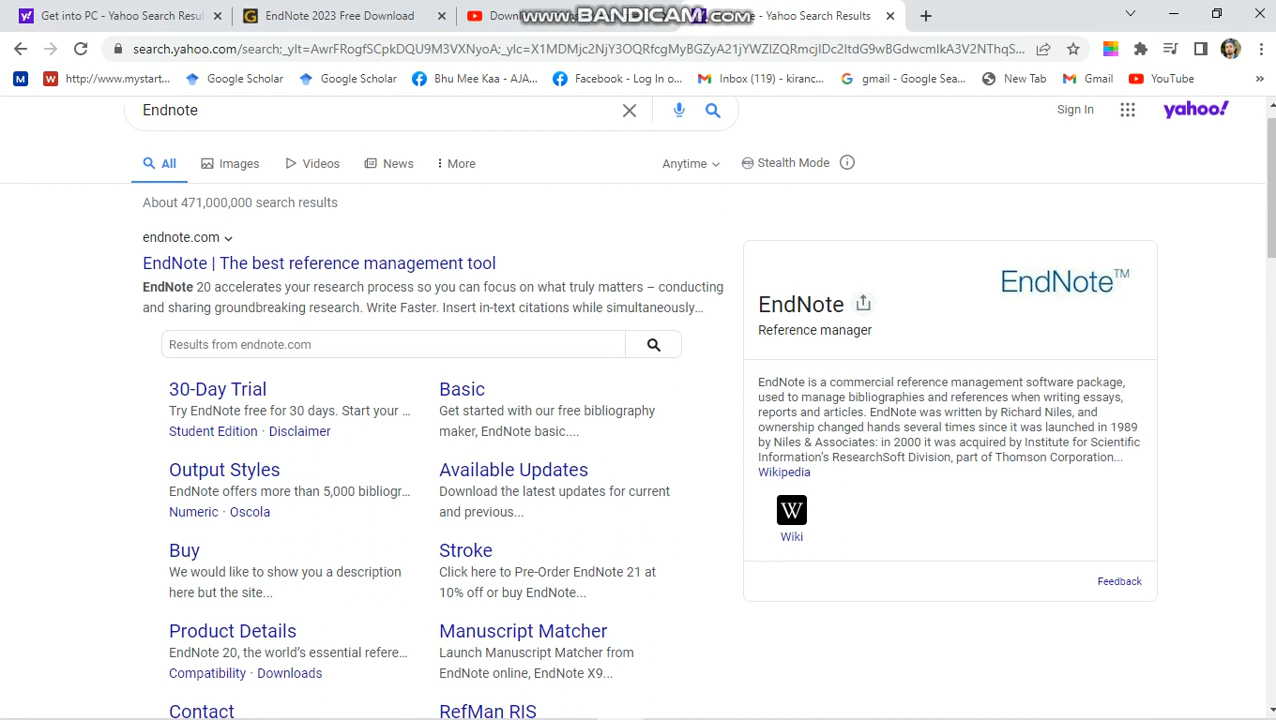 Get into PC - Yahoo Search Resul
EndNote 2023 Free Download
www.BANDICAM.com
- Yahoo Search Results
search.yahoo.com/search;_ylt=AwrFRogfSCpkDQU9M3VXNyoA;_ylc=X1MDMjc2NjY3OQRfcgMyBGZyA21jYWZlZQRmcjIDc2ItdG9wBGdwcmlkA3V2NTHqS...
http://www.mystart...
Google Scholar
Google Scholar
Bhu Mee Kaa - AJA...
Facebook - Log In o...
Inbox (119) - kiranc...
gmail - Google Sea...
New Tab
Gmail
YouTube
»
Endnote
Sign In
yahoo!
All
Images
Videos
News
More
Anytime
Stealth Mode
About 471,000,000 search results
endnote.com
EndNote | The best reference management tool
EndNote 20 accelerates your research process so you can focus on what truly matters – conducting
and sharing groundbreaking research. Write Faster. Insert in-text citations while simultaneously...
Results from endnote.com
30-Day Trial
Try EndNote free for 30 days. Start your ...
Student Edition · Disclaimer
Basic
Get started with our free bibliography
maker, EndNote basic....
Output Styles
EndNote offers more than 5,000 bibliogr...
Numeric · Oscola
Available Updates
Download the latest updates for current
and previous...
Buy
We would like to show you a description
here but the site...
Stroke
Click here to Pre-Order EndNote 21 at
10% off or buy EndNote...
Product Details
EndNote 20, the world's essential refere...
Compatibility · Downloads
Manuscript Matcher
Launch Manuscript Matcher from
EndNote online, EndNote X9...
Contact
RefMan RIS
EndNote™
EndNote
Reference manager
EndNote is a commercial reference management software package,
used to manage bibliographies and references when writing essays,
reports and articles. EndNote was written by Richard Niles, and
ownership changed hands several times since it was launched in 1989
by Niles & Associates: in 2000 it was acquired by Institute for Scientific
Information's ResearchSoft Division, part of Thomson Corporation...
Wikipedia
W
Wiki
Feedback